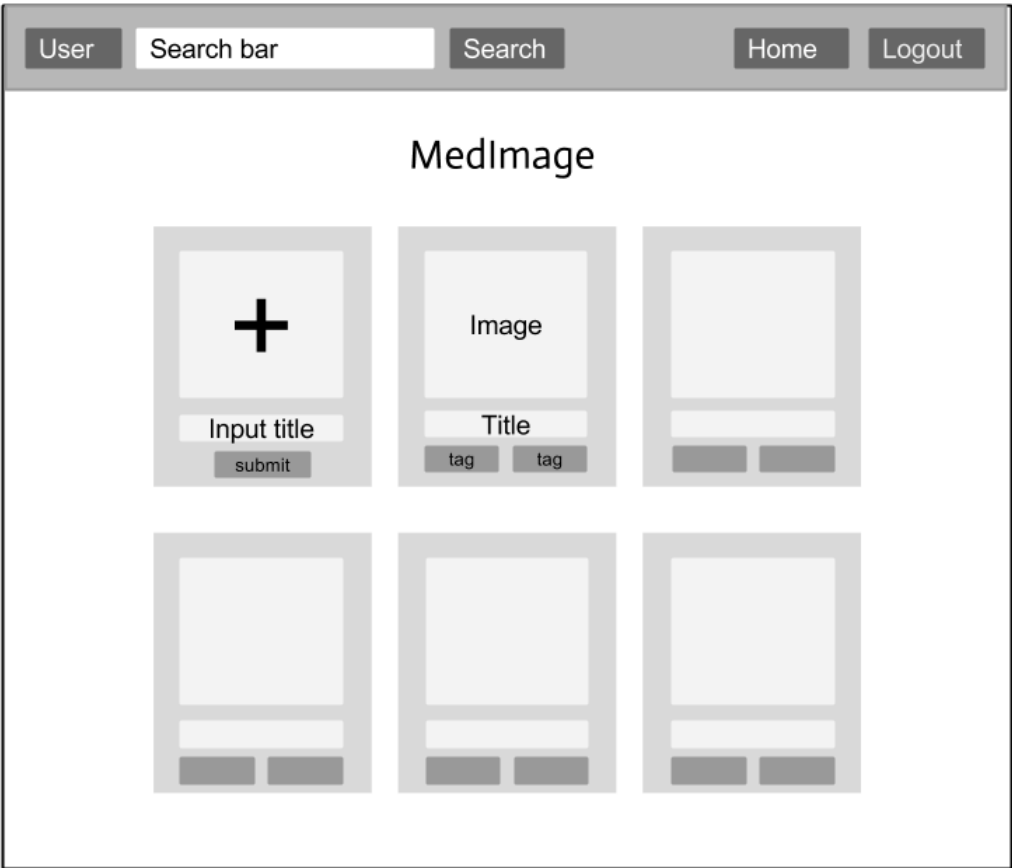 User Search bar Search Home Logout
MedImage
+
Image
Input title
Title
submit
tag tag